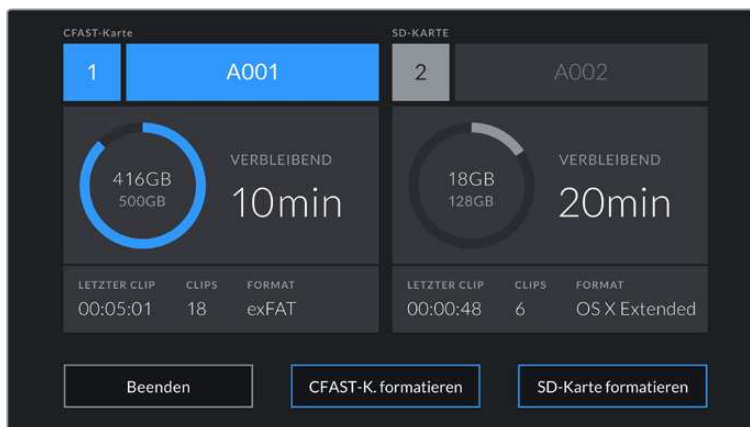 CFAST-Karte
1
A001
416GB
500GB
VERBLEIBEND
10min
LETZTER CLIP
CLIPS
FORMAT
00:05:01
18
exFAT
SD-KARTE
2
A002
18GB
128GB
VERBLEIBEND
20min
LETZTER CLIP
CLIPS
FORMAT
00:00:48
6
OS X Extended
Beenden
CFAST-K. formatieren
SD-Karte formatieren